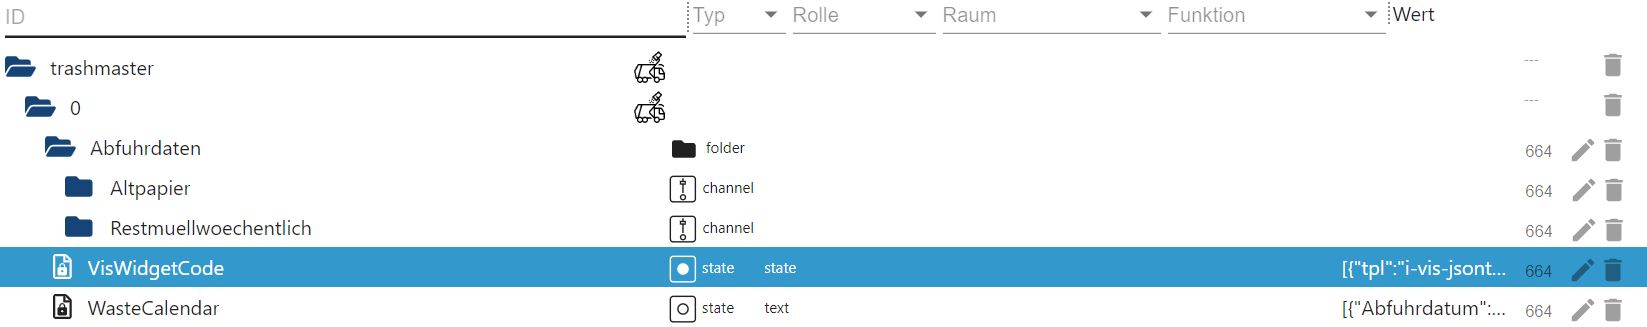 ID Typ Rolle Raum Funktion Wert
trashmaster ---
0 ---
Abfuhrdaten folder 664
Altpapier channel 664
Restmuellwoechentlich channel 664
VisWidgetCode state state [{"tpl":"i-vis-jsont... 664
WasteCalendar state text [{"Abfuhrdatum":... 664